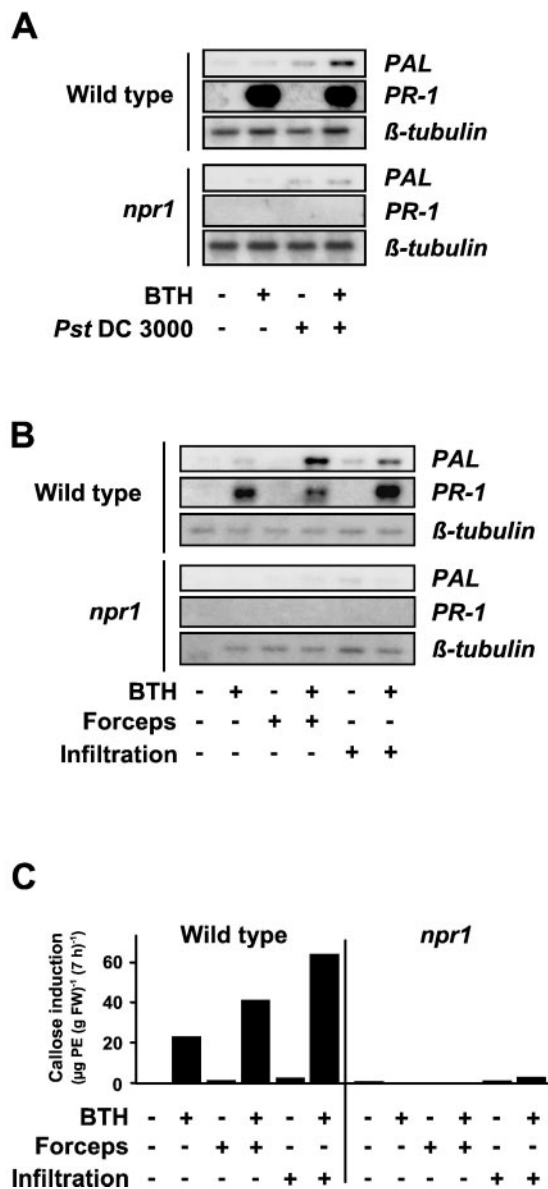 A
PAL
Wild type PR-1
ß-tubulin
PAL
npr1 PR-1
ß-tubulin
BTH - + - +
Pst DC 3000 - - + +
B
PAL
Wild type PR-1
ß-tubulin
PAL
npr1 PR-1
ß-tubulin
BTH - + - + - +
Forceps - - + + - -
Infiltration - - - - + +
C
Wild type npr1
Callose induction
(µg PE (g FW)⁻¹ (7 h)⁻¹)
60
40
20
0
BTH - + - + - + - + - + - +
Forceps - - + + - - - - + + - -
Infiltration - - - - + + - - - - + +